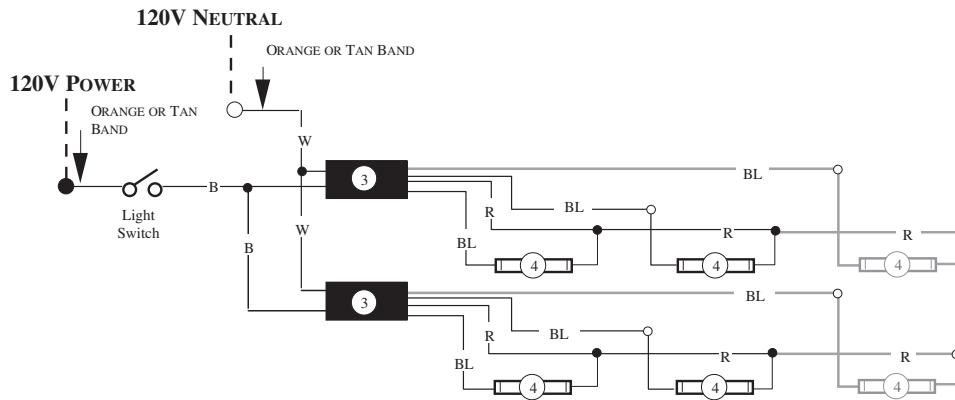 120V NEUTRAL
ORANGE OR TAN BAND
120V POWER
ORANGE OR TAN
BAND
W
BL
3
B
R
BL
R
R
Light
Switch
W
BL
B
4
4
4
3
BL
R
BL
R
R
BL
4
4
4